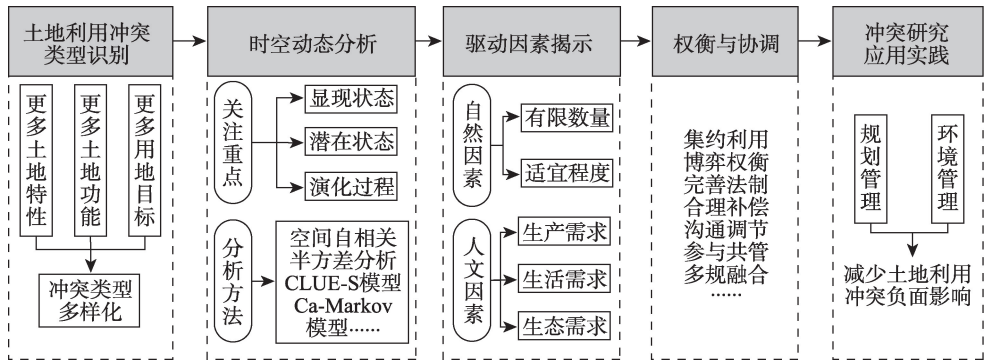 土地利用冲突
类型识别
更多土地特性
更多土地功能
更多用地目标
冲突类型
多样化
时空动态分析
关注重点
显现状态
潜在状态
演化过程
分析方法
空间自相关
半方差分析
CLUE-S模型
Ca-Markov
模型……
驱动因素揭示
自然因素
有限数量
适宜程度
人文因素
生产需求
生活需求
生态需求
权衡与协调
集约利用
博弈权衡
完善法制
合理补偿
沟通调节
参与共管
多规融合
……
冲突研究
应用实践
规划管理
环境管理
减少土地利用
冲突负面影响